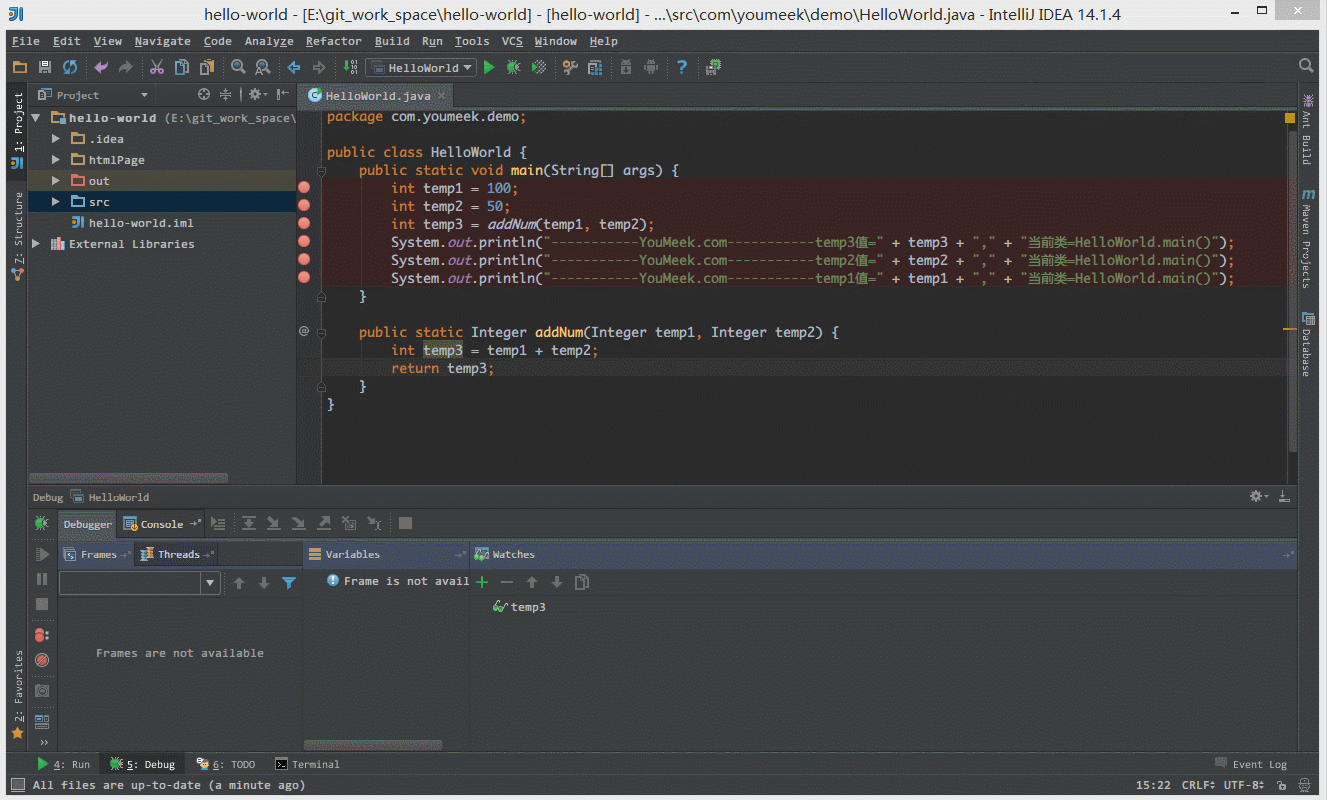 hello-world - [E:\git_work_space\hello-world] - [hello-world] - ...\src\com\youmeek\demo\HelloWorld.java - IntelliJ IDEA 14.1.4
File Edit View Navigate Code Analyze Refactor Build Run Tools VCS Window Help
HelloWorld
Project
HelloWorld.java
1: Project
Z: Structure
2: Favorites
hello-world (E:\git_work_space\
.idea
htmlPage
out
src
hello-world.iml
External Libraries
package com.youmeek.demo;
public class HelloWorld {
public static void main(String[] args) {
int temp1 = 100;
int temp2 = 50;
int temp3 = addNum(temp1, temp2);
System.out.println("-----------YouMeek.com-----------temp3值=" + temp3 + "," + "当前类=HelloWorld.main()");
System.out.println("-----------YouMeek.com-----------temp2值=" + temp2 + "," + "当前类=HelloWorld.main()");
System.out.println("-----------YouMeek.com-----------temp1值=" + temp1 + "," + "当前类=HelloWorld.main()");
}
@
public static Integer addNum(Integer temp1, Integer temp2) {
int temp3 = temp1 + temp2;
return temp3;
}
}
Ant Build
Maven Projects
Database
Debug HelloWorld
Debugger Console
Frames Threads Variables Watches
Frame is not avail
temp3
Frames are not available
4: Run 5: Debug 6: TODO Terminal Event Log
All files are up-to-date (a minute ago) 15:22 CRLF UTF-8